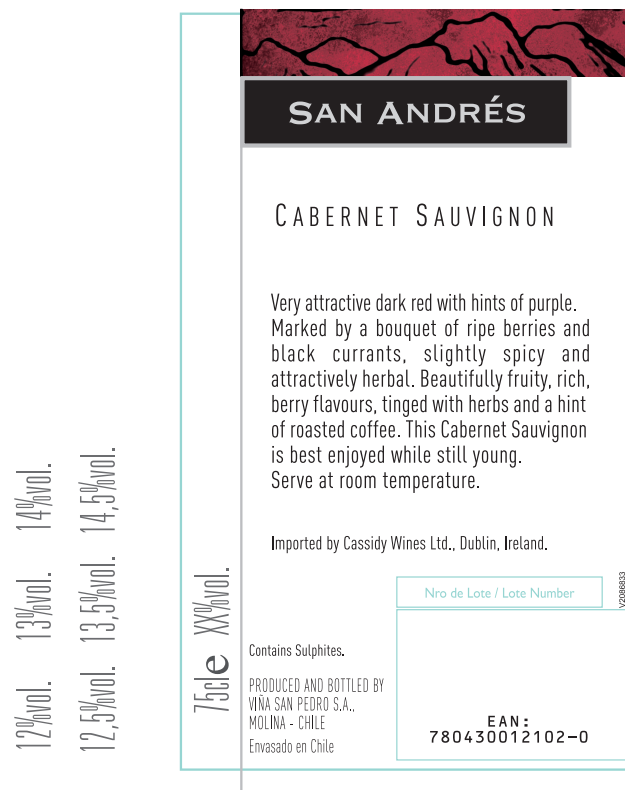 SAN ANDRÉS
CABERNET SAUVIGNON
Very attractive dark red with hints of purple.
Marked by a bouquet of ripe berries and
black currants, slightly spicy and
attractively herbal. Beautifully fruity, rich,
berry flavours, tinged with herbs and a hint
of roasted coffee. This Cabernet Sauvignon
is best enjoyed while still young.
Serve at room temperature.
Imported by Cassidy Wines Ltd., Dublin, Ireland.
Nro de Lote / Lote Number
V2086833
Contains Sulphites.
PRODUCED AND BOTTLED BY
VIÑA SAN PEDRO S.A.,
MOLINA - CHILE
Envasado en Chile
EAN:
780430012102-0
75cl e XX%vol.
12%vol. 13%vol. 14%vol.
12,5%vol. 13,5%vol. 14,5%vol.